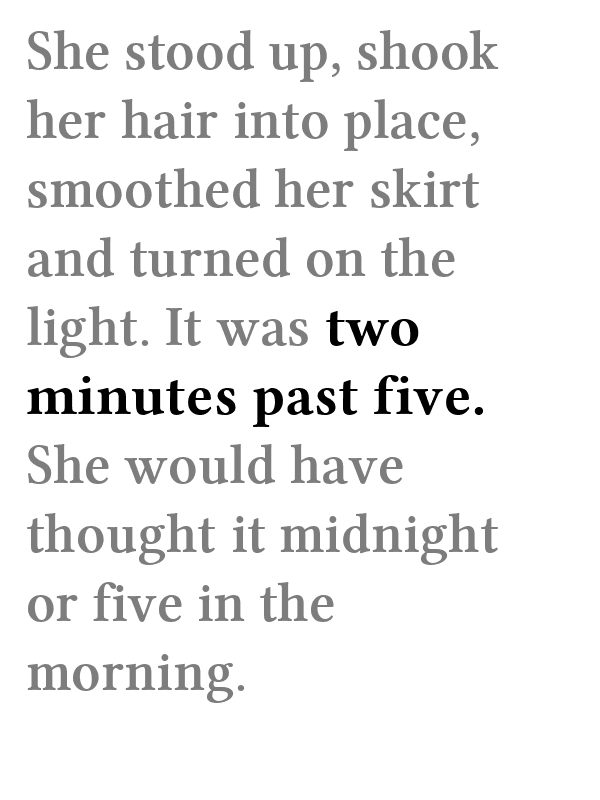 She stood up, shook
her hair into place,
smoothed her skirt
and turned on the
light. It was two
minutes past five.
She would have
thought it midnight
or five in the
morning.